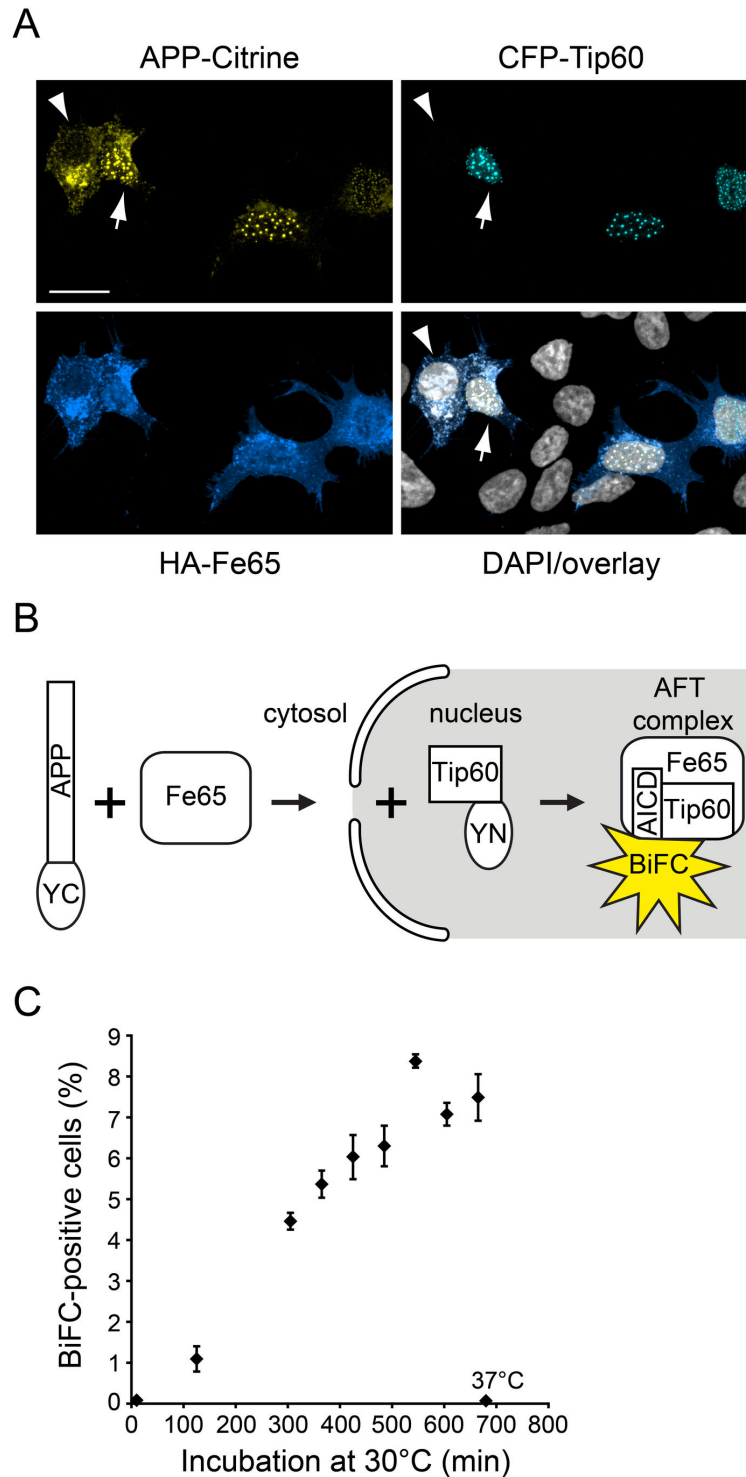 A
APP-Citrine
CFP-Tip60
HA-Fe65
DAPI/overlay
B
APP
YC
Fe65
cytosol
nucleus
Tip60
YN
AFT
complex
Fe65
AICD
Tip60
BiFC
C
BiFC-positive cells (%)
9
8
7
6
5
4
3
2
1
0
37°C
0 100 200 300 400 500 600 700 800
Incubation at 30°C (min)